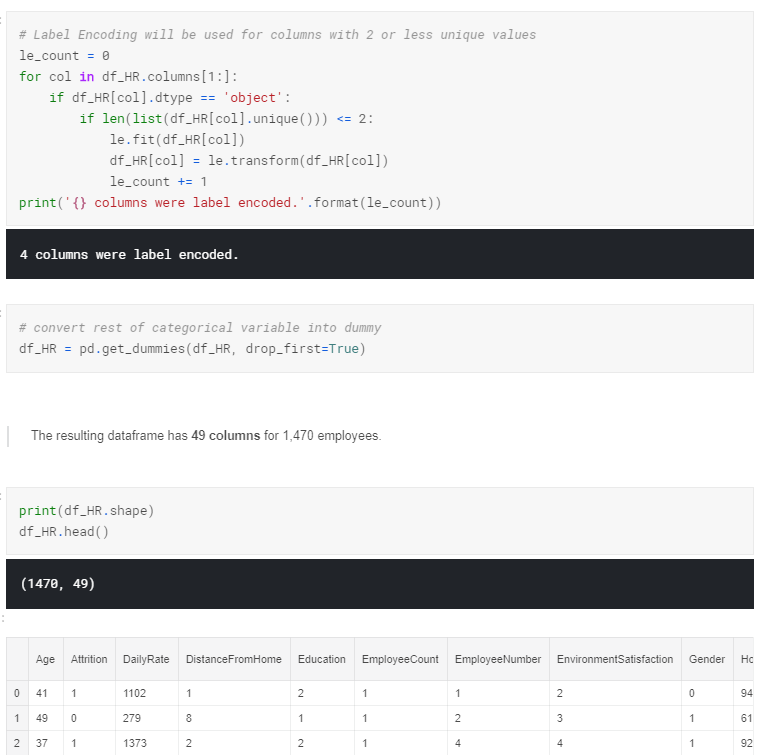 # Label Encoding will be used for columns with 2 or less unique values
le_count = 0
for col in df_HR.columns[1:]:
    if df_HR[col].dtype == 'object':
        if len(list(df_HR[col].unique())) <= 2:
            le.fit(df_HR[col])
            df_HR[col] = le.transform(df_HR[col])
            le_count += 1
print('{} columns were label encoded.'.format(le_count))
4 columns were label encoded.
# convert rest of categorical variable into dummy
df_HR = pd.get_dummies(df_HR, drop_first=True)
The resulting dataframe has 49 columns for 1,470 employees.
print(df_HR.shape)
df_HR.head()
(1470, 49)
Age Attrition DailyRate DistanceFromHome Education EmployeeCount EmployeeNumber EnvironmentSatisfaction Gender
0 41 1 1102 1 2 1 1 2 0 94
1 49 0 279 8 1 1 2 3 1 61
2 37 1 1373 2 2 1 4 4 1 92